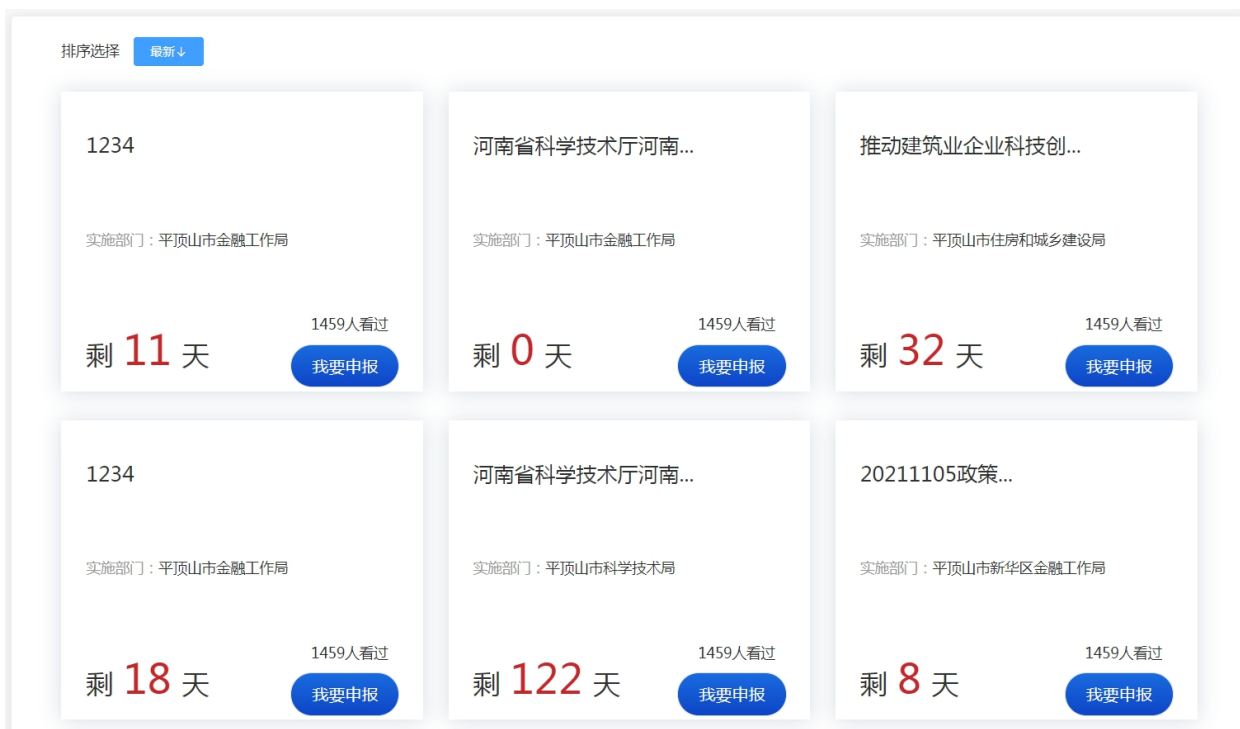 排序选择 最新↓
1234
河南省科学技术厅河南...
推动建筑业企业科技创...
实施部门：平顶山市金融工作局
实施部门：平顶山市金融工作局
实施部门：平顶山市住房和城乡建设局
1459人看过
1459人看过
1459人看过
剩 11 天 我要申报
剩 0 天 我要申报
剩 32 天 我要申报
1234
河南省科学技术厅河南...
20211105政策...
实施部门：平顶山市金融工作局
实施部门：平顶山市科学技术局
实施部门：平顶山市新华区金融工作局
1459人看过
1459人看过
1459人看过
剩 18 天 我要申报
剩 122 天 我要申报
剩 8 天 我要申报